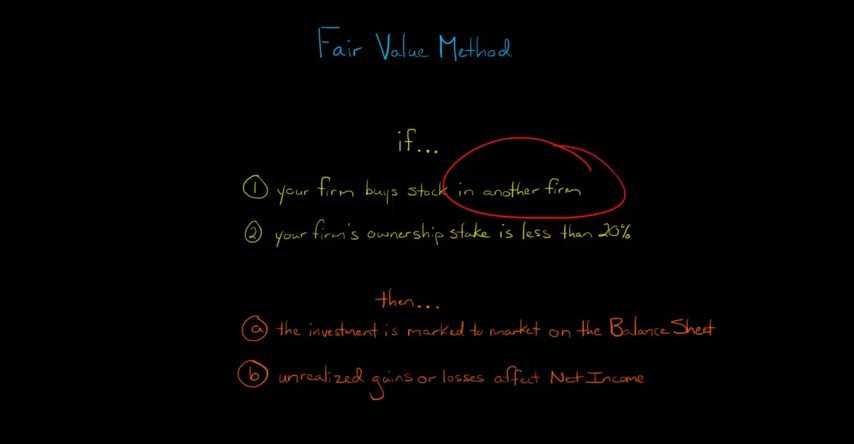 Fair Value Method
if...
① your firm buys stock in another firm
② your firm's ownership stake is less than 20%
then...
ⓐ the investment is marked to market on the Balance Sheet
ⓑ unrealized gains or losses affect Net Income